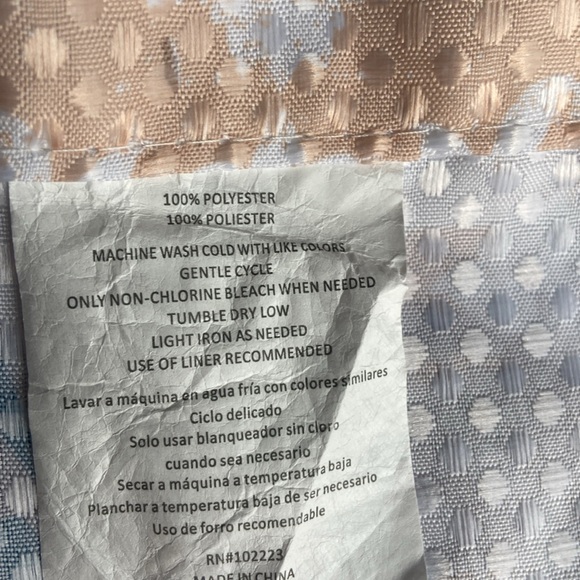 100% POLYESTER
100% POLIESTER
MACHINE WASH COLD WITH LIKE COLORS
GENTLE CYCLE
ONLY NON-CHLORINE BLEACH WHEN NEEDED
TUMBLE DRY LOW
LIGHT IRON AS NEEDED
USE OF LINER RECOMMENDED
Lavar a máquina en agua fría con colores similares
Ciclo delicado
Solo usar blanqueador sin cloro
cuando sea necesario
Secar a máquina a temperatura baja
Planchar a temperatura baja de ser necesario
Uso de forro recomendable
RN#102223
MADE IN CHINA